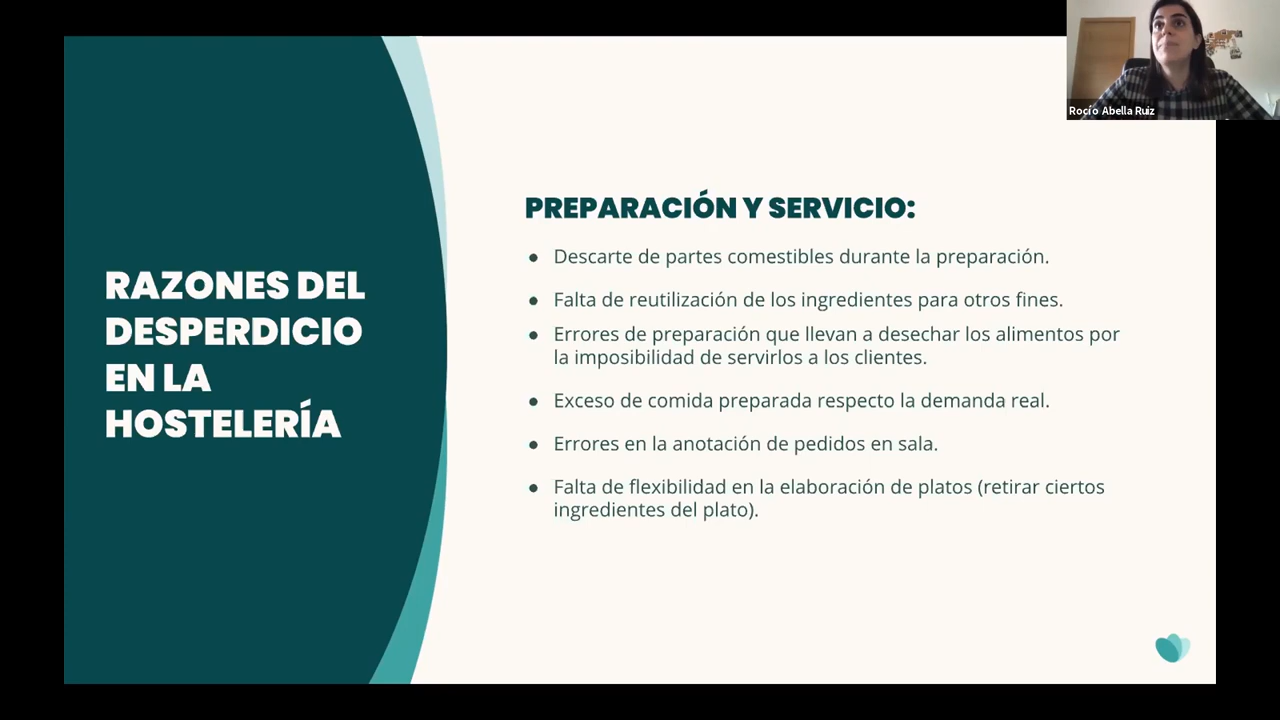 Rocío Abella Ruiz
RAZONES DEL
DESPERDICIO
EN LA
HOSTELERÍA
PREPARACIÓN Y SERVICIO:
● Descarte de partes comestibles durante la preparación.
● Falta de reutilización de los ingredientes para otros fines.
● Errores de preparación que llevan a desechar los alimentos por
la imposibilidad de servirlos a los clientes.
● Exceso de comida preparada respecto la demanda real.
● Errores en la anotación de pedidos en sala.
● Falta de flexibilidad en la elaboración de platos (retirar ciertos
ingredientes del plato).